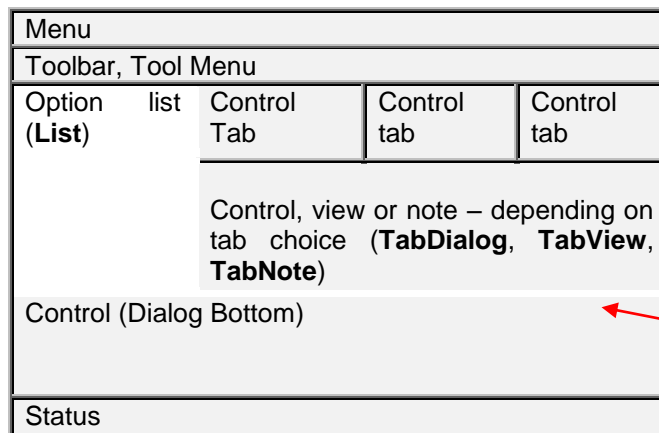 Menu
Toolbar, Tool Menu
Option list
(List)
Control
Tab
Control
tab
Control
tab
Control, view or note – depending on
tab choice (TabDialog, TabView,
TabNote)
Control (Dialog Bottom)
Status